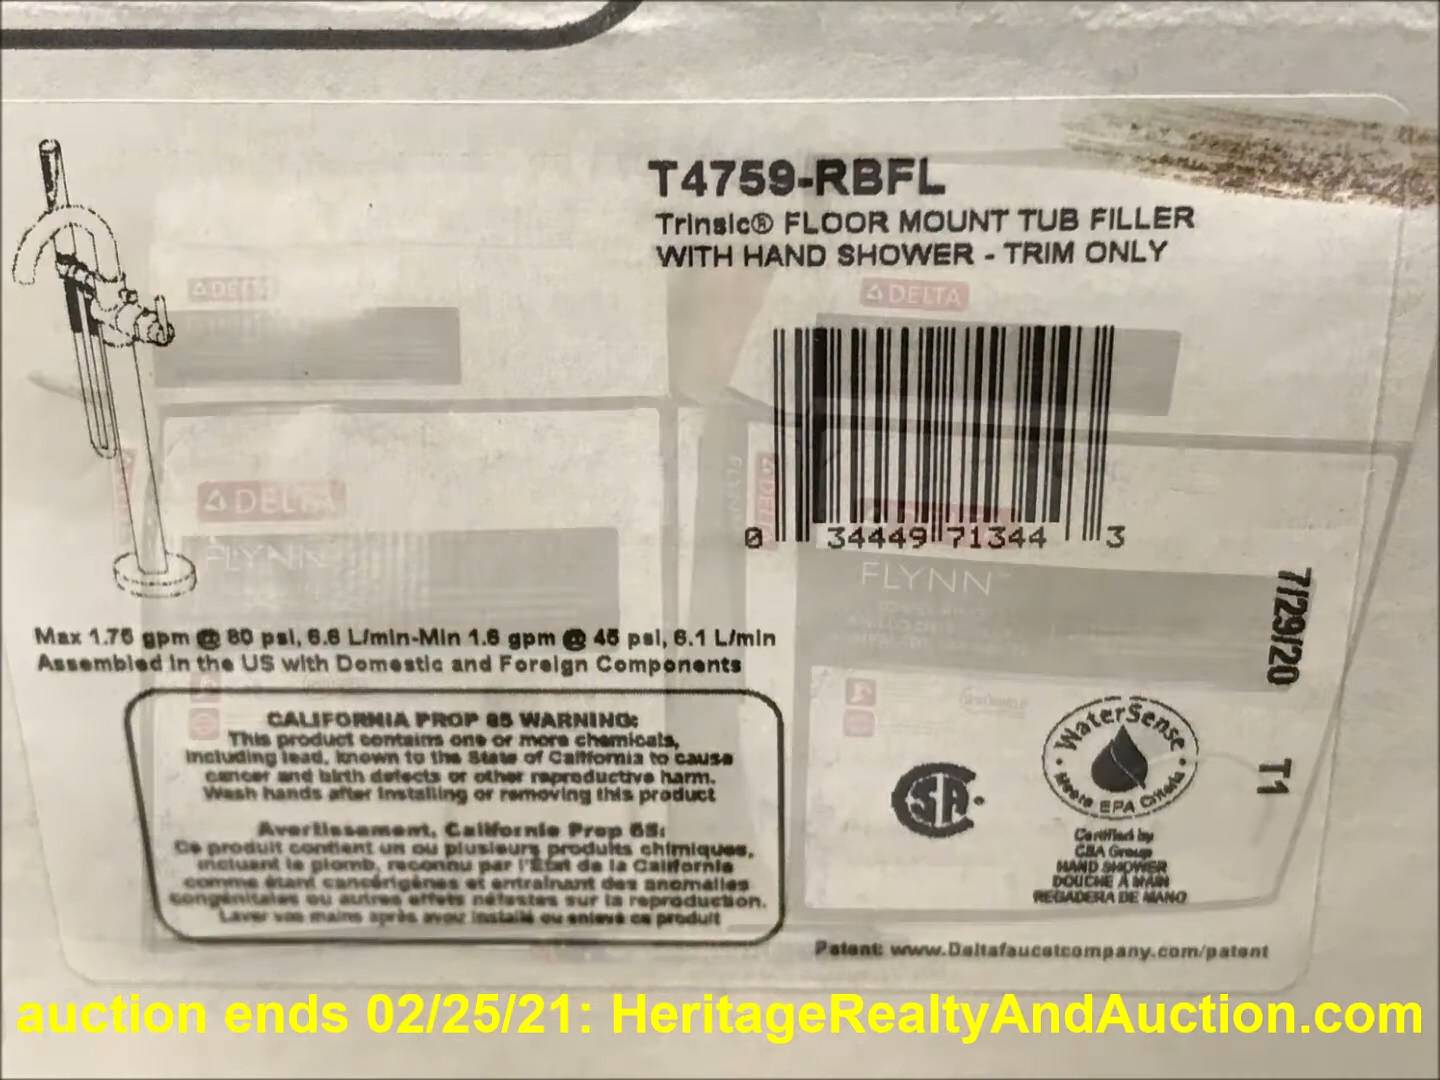 T4759-RBFL
Trinsic® FLOOR MOUNT TUB FILLER
WITH HAND SHOWER - TRIM ONLY
DELTA
DELTA
0 34449 71344 3
DELTA
FLYNN
FLYNN™
7/29/20
T1
Max 1.75 gpm @ 80 psi, 6.6 L/min-Min 1.6 gpm @ 45 psi, 6.1 L/min
Assembled in the US with Domestic and Foreign Components
CALIFORNIA PROP 65 WARNING:
This product contains one or more chemicals,
including lead, known to the State of California to cause
cancer and birth defects or other reproductive harm.
Wash hands after installing or removing this product
Avertissement, Californie Prop 65:
Ce produit contient un ou plusieurs produits chimiques,
incluant le plomb, reconnu par l'État de la Californie
comme étant cancérigènes et entraînant des anomalies
congénitales ou autres effets néfastes sur la reproduction.
Laver vos mains après avoir installé ou enlevé ce produit
CSA
WaterSense
Meets EPA Criteria
Certified by
CSA Group
HAND SHOWER
DOUCHE À MAIN
REGADERA DE MANO
Patent: www.Deltafaucetcompany.com/patent
auction ends 02/25/21: HeritageRealtyAndAuction.com